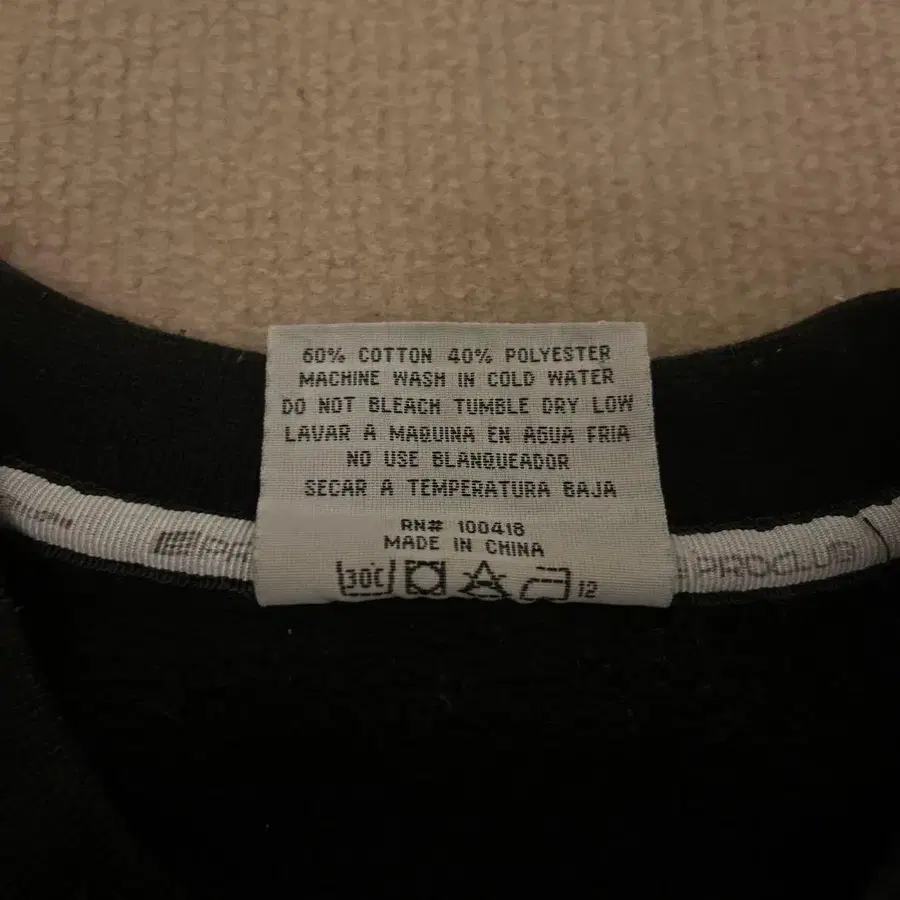 60% COTTON 40% POLYESTER
MACHINE WASH IN COLD WATER
DO NOT BLEACH TUMBLE DRY LOW
LAVAR A MAQUINA EN AGUA FRIA
NO USE BLANQUEADOR
SECAR A TEMPERATURA BAJA
RN# 100418
MADE IN CHINA
30℃ 12
PROCLUB